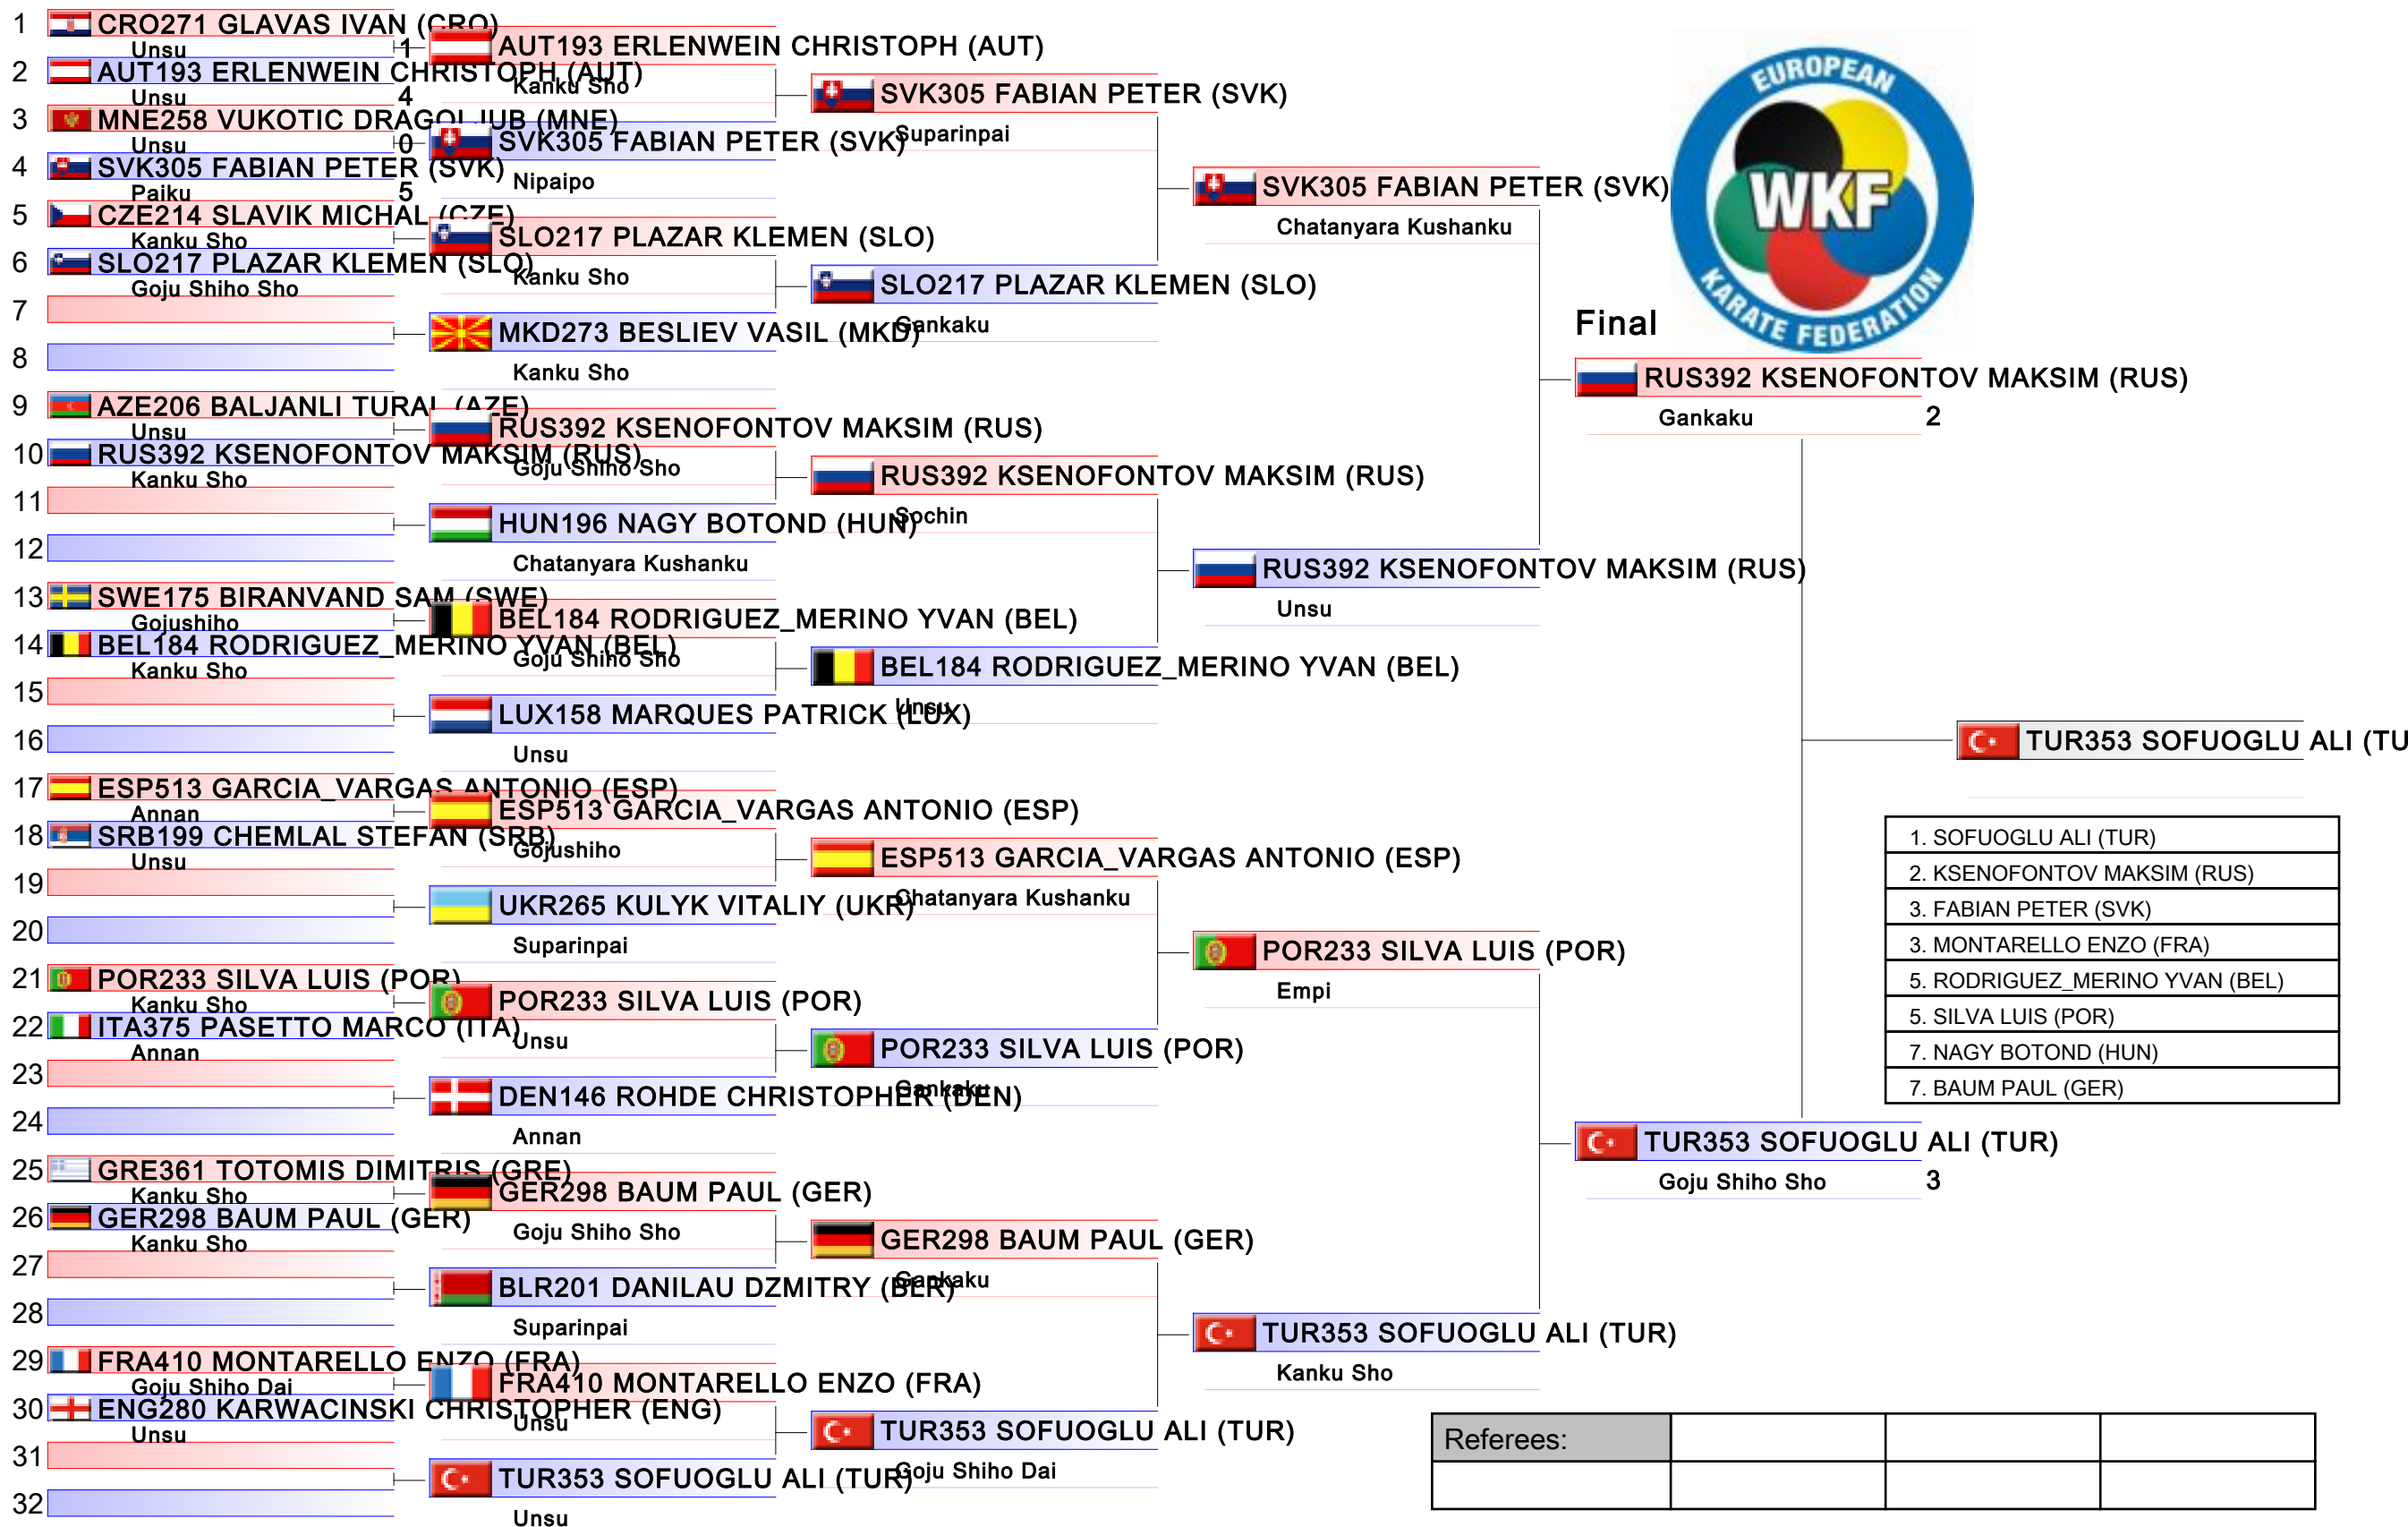 1 CRO271 GLAVAS IVAN (CRO)
Unsu 1
2 AUT193 ERLENWEIN CHRISTOPH (AUT)
Unsu 4
3 MNE258 VUKOTIC DRAGOLJUB (MNE)
Unsu 0
4 SVK305 FABIAN PETER (SVK)
Paiku 5
5 CZE214 SLAVIK MICHAL (CZE)
Kanku Sho
6 SLO217 PLAZAR KLEMEN (SLO)
Goju Shiho Sho
7
8
9 AZE206 BALJANLI TURAL (AZE)
Unsu
10 RUS392 KSENOFONTOV MAKSIM (RUS)
Kanku Sho
11
12
13 SWE175 BIRANVAND SAM (SWE)
Gojushiho
14 BEL184 RODRIGUEZ_MERINO YVAN (BEL)
Kanku Sho
15
16
17 ESP513 GARCIA_VARGAS ANTONIO (ESP)
Annan
18 SRB199 CHEMLAL STEFAN (SRB)
Unsu
19
20
21 POR233 SILVA LUIS (POR)
Kanku Sho
22 ITA375 PASETTO MARCO (ITA)
Annan
23
24
25 GRE361 TOTOMIS DIMITRIS (GRE)
Kanku Sho
26 GER298 BAUM PAUL (GER)
Kanku Sho
27
28
29 FRA410 MONTARELLO ENZO (FRA)
Goju Shiho Dai
30 ENG280 KARWACINSKI CHRISTOPHER (ENG)
Unsu
31
32
AUT193 ERLENWEIN CHRISTOPH (AUT)
Kanku Sho
SVK305 FABIAN PETER (SVK)
Nipaipo
SLO217 PLAZAR KLEMEN (SLO)
Kanku Sho
MKD273 BESLIEV VASIL (MKD)
Kanku Sho
RUS392 KSENOFONTOV MAKSIM (RUS)
Goju Shiho Sho
HUN196 NAGY BOTOND (HUN)
Chatanyara Kushanku
BEL184 RODRIGUEZ_MERINO YVAN (BEL)
Goju Shiho Sho
LUX158 MARQUES PATRICK (LUX)
Unsu
ESP513 GARCIA_VARGAS ANTONIO (ESP)
Gojushiho
UKR265 KULYK VITALIY (UKR)
Suparinpai
POR233 SILVA LUIS (POR)
Unsu
DEN146 ROHDE CHRISTOPHER (DEN)
Annan
GER298 BAUM PAUL (GER)
Goju Shiho Sho
BLR201 DANILAU DZMITRY (BLR)
Suparinpai
FRA410 MONTARELLO ENZO (FRA)
Unsu
TUR353 SOFUOGLU ALI (TUR)
Unsu
SVK305 FABIAN PETER (SVK)
Suparinpai
SLO217 PLAZAR KLEMEN (SLO)
Gankaku
RUS392 KSENOFONTOV MAKSIM (RUS)
Sochin
BEL184 RODRIGUEZ_MERINO YVAN (BEL)
Unsu
ESP513 GARCIA_VARGAS ANTONIO (ESP)
Chatanyara Kushanku
POR233 SILVA LUIS (POR)
Gankaku
GER298 BAUM PAUL (GER)
Gankaku
TUR353 SOFUOGLU ALI (TUR)
Goju Shiho Dai
SVK305 FABIAN PETER (SVK)
Chatanyara Kushanku
RUS392 KSENOFONTOV MAKSIM (RUS)
Unsu
POR233 SILVA LUIS (POR)
Empi
TUR353 SOFUOGLU ALI (TUR)
Kanku Sho
EUROPEAN
WKF
KARATE FEDERATION
Final
RUS392 KSENOFONTOV MAKSIM (RUS)
Gankaku 2
TUR353 SOFUOGLU ALI (TUR)
Goju Shiho Sho 3
TUR353 SOFUOGLU ALI (TU
1. SOFUOGLU ALI (TUR)
2. KSENOFONTOV MAKSIM (RUS)
3. FABIAN PETER (SVK)
3. MONTARELLO ENZO (FRA)
5. RODRIGUEZ_MERINO YVAN (BEL)
5. SILVA LUIS (POR)
7. NAGY BOTOND (HUN)
7. BAUM PAUL (GER)
Referees: